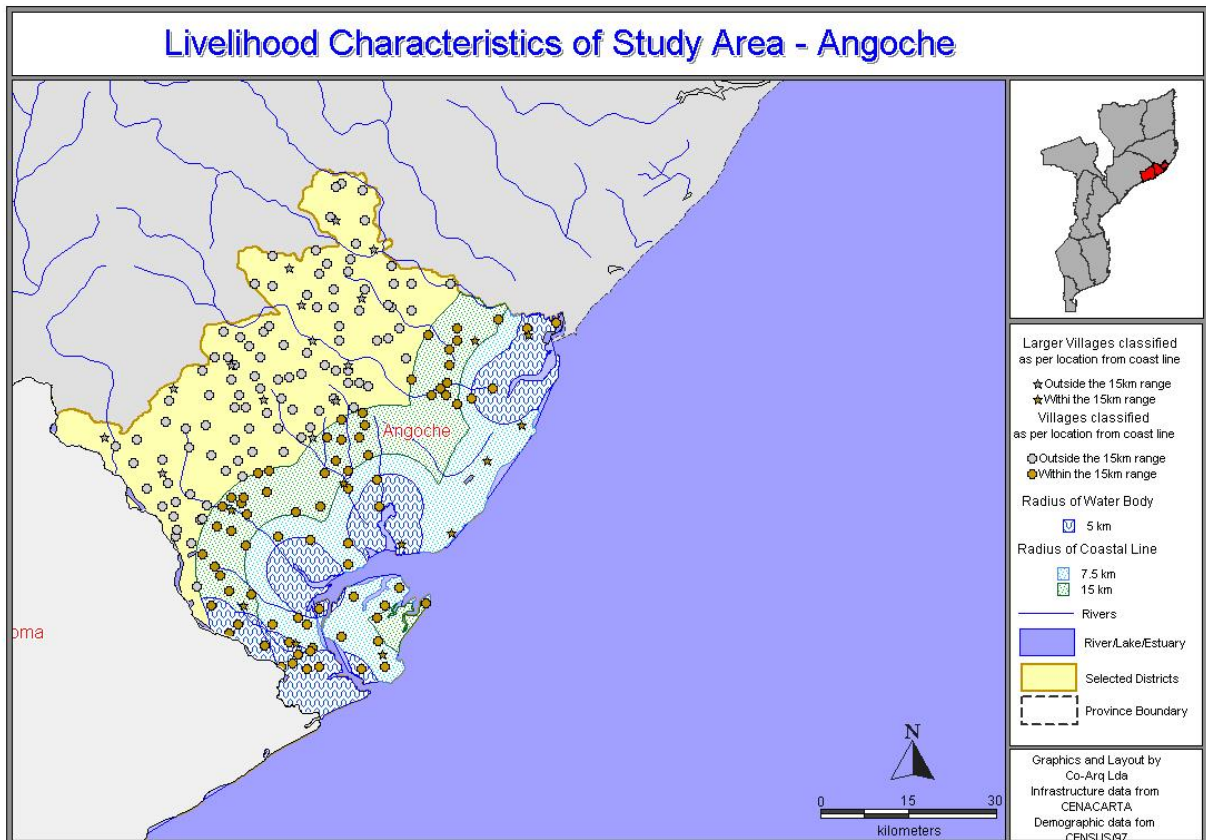 Livelihood Characteristics of Study Area - Angoche
Angoche
oma
N
0 15 30
kilometers
Larger Villages classified
as per location from coast line
Outside the 15km range
Withi the 15km range
Villages classified
as per location from coast line
Outside the 15km range
Within the 15km range
Radius of Water Body
5 km
Radius of Coastal Line
7.5 km
15 km
Rivers
River/Lake/Estuary
Selected Districts
Province Boundary
Graphics and Layout by
Co-Arq Lda
Infrastructure data from
CENACARTA
Demographic data fom
CENSUS/97